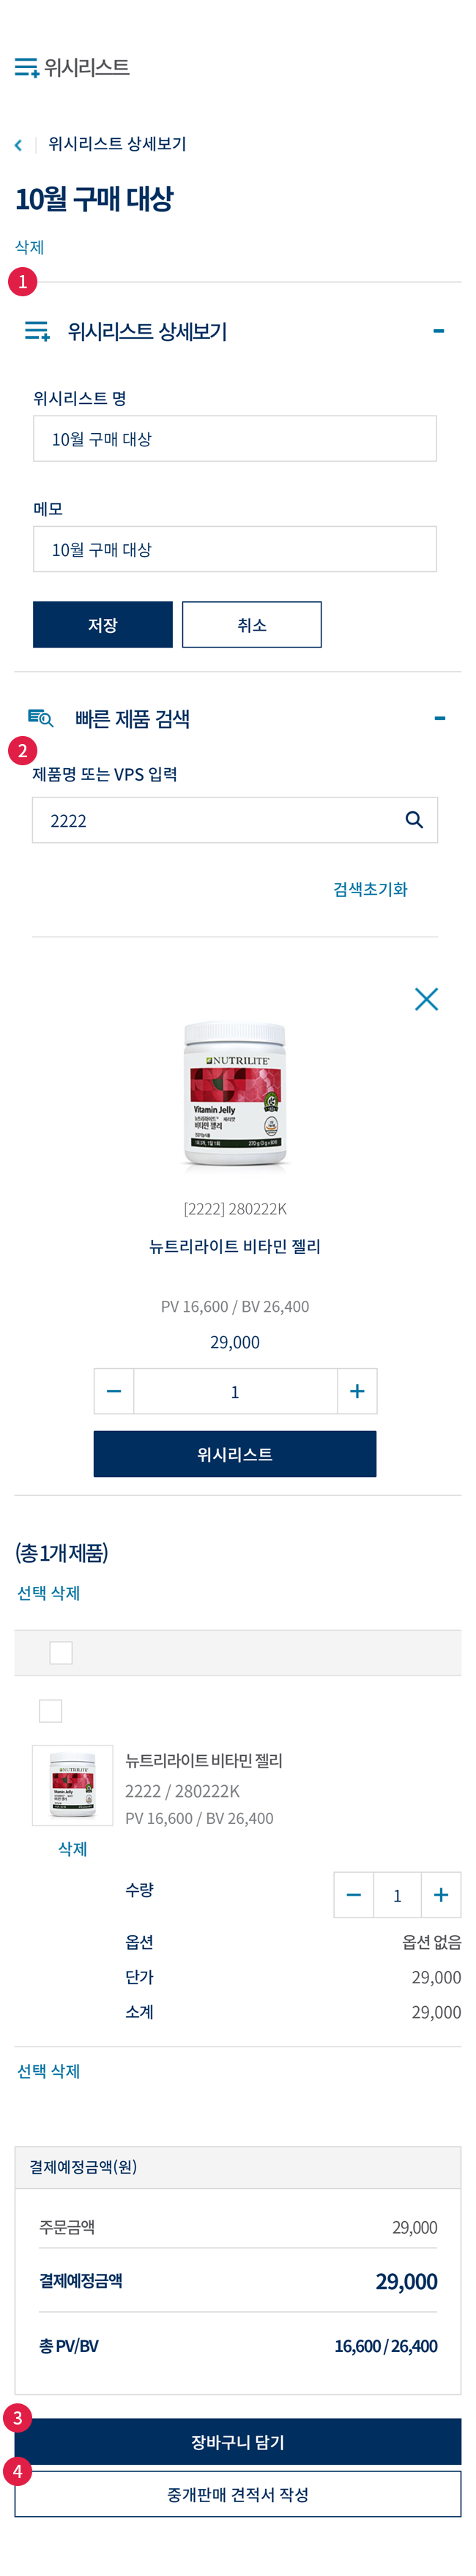 위시리스트
위시리스트 상세보기
10월 구매 대상
삭제
1
위시리스트 상세보기
위시리스트 명
10월 구매 대상
메모
10월 구매 대상
저장
취소
빠른 제품 검색
2
제품명 또는 VPS 입력
2222
검색초기화
NUTRILITE
Vitamin Jelly
뉴트리라이트
비타민 젤리
[2222] 280222K
뉴트리라이트 비타민 젤리
PV 16,600 / BV 26,400
29,000
1
위시리스트
(총1개제품)
선택 삭제
NUTRILITE
Vitamin Jelly
뉴트리라이트 비타민 젤리
2222 / 280222K
PV 16,600 / BV 26,400
삭제
수량
1
옵션 옵션 없음
단가 29,000
소계 29,000
선택 삭제
결제예정금액(원)
주문금액 29,000
결제예정금액 29,000
총 PV/BV 16,600 / 26,400
3
장바구니 담기
4
중개판매 견적서 작성